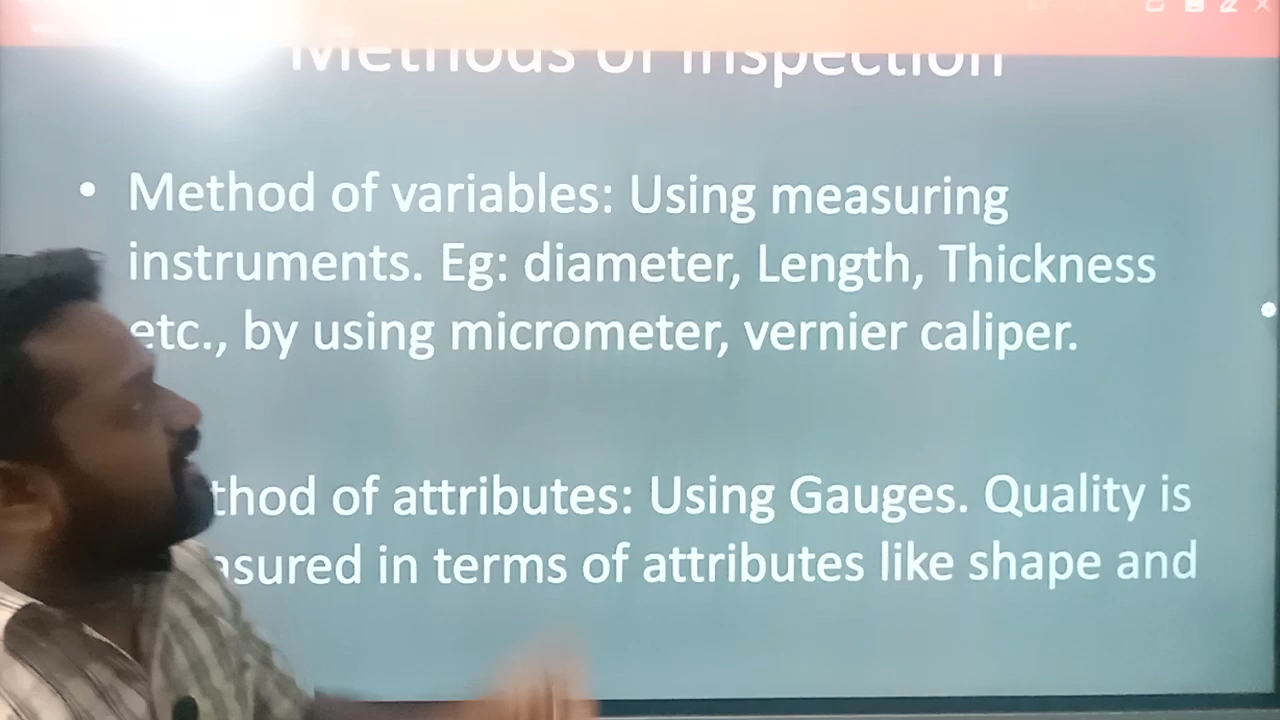 Methods of Inspection
• Method of variables: Using measuring
instruments. Eg: diameter, Length, Thickness
etc., by using micrometer, vernier caliper.
thod of attributes: Using Gauges. Quality is
asured in terms of attributes like shape and